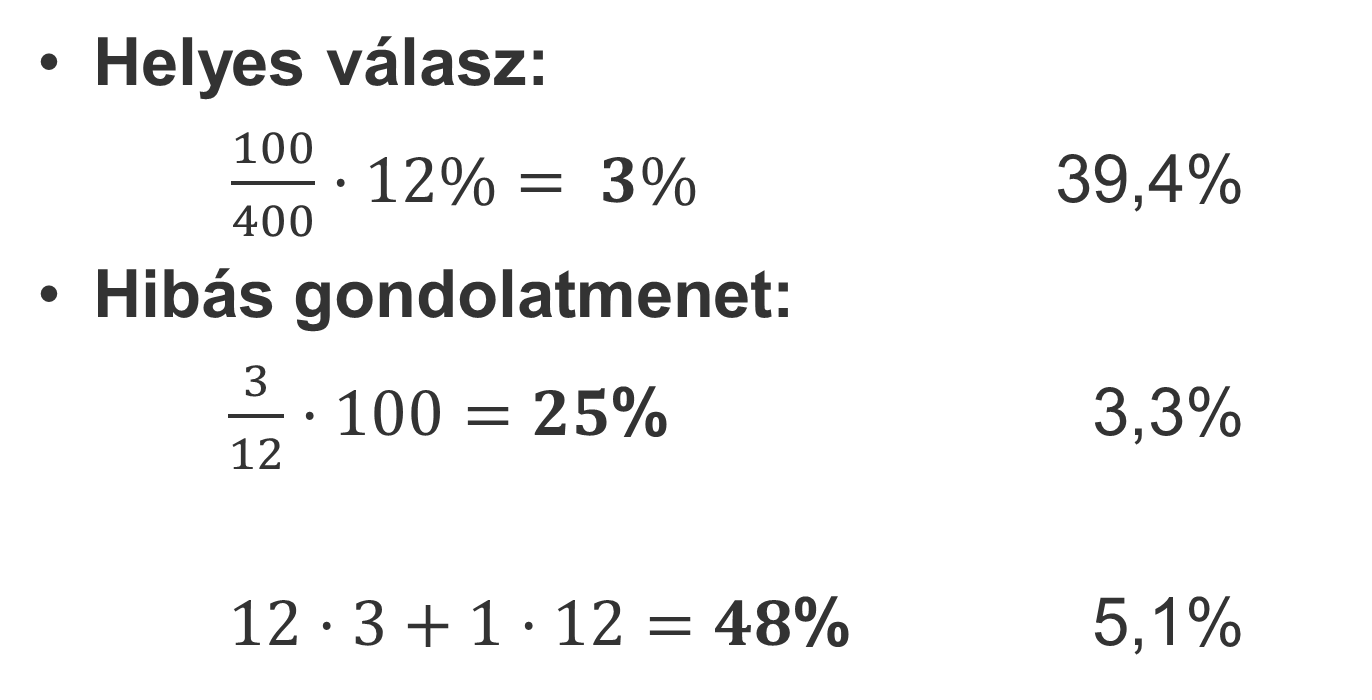 • Helyes válasz:
100/400 · 12% = 3% 39,4%
• Hibás gondolatmenet:
3/12 · 100 = 25% 3,3%
12 · 3 + 1 · 12 = 48% 5,1%